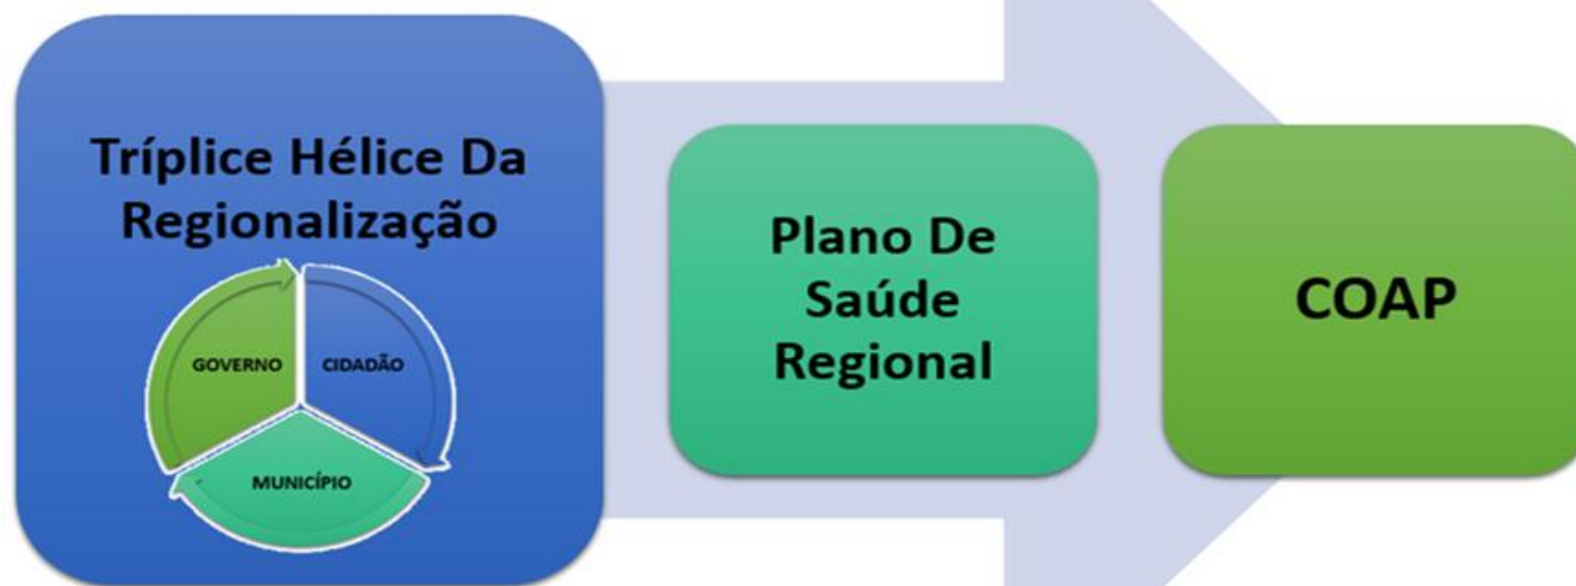 Tríplice Hélice Da
Regionalização
GOVERNO
CIDADÃO
MUNICÍPIO
Plano De
Saúde
Regional
COAP